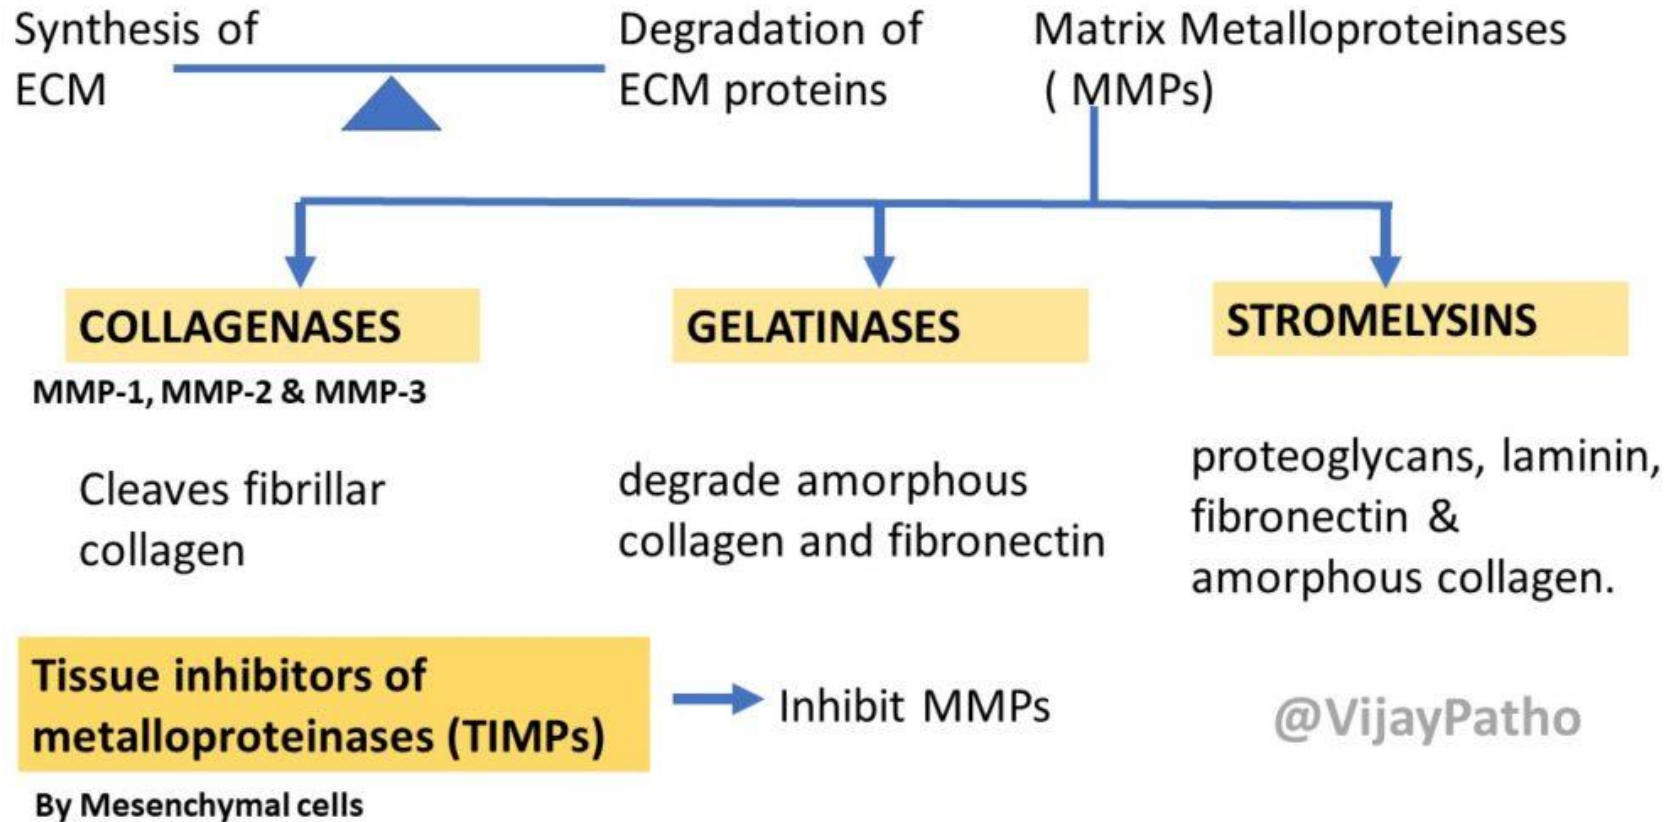 Synthesis of
ECM
Degradation of
ECM proteins
Matrix Metalloproteinases
( MMPs)
COLLAGENASES
MMP-1, MMP-2 & MMP-3
Cleaves fibrillar
collagen
GELATINASES
degrade amorphous
collagen and fibronectin
STROMELYSINS
proteoglycans, laminin,
fibronectin &
amorphous collagen.
Tissue inhibitors of
metalloproteinases (TIMPs)
By Mesenchymal cells
Inhibit MMPs
@VijayPatho